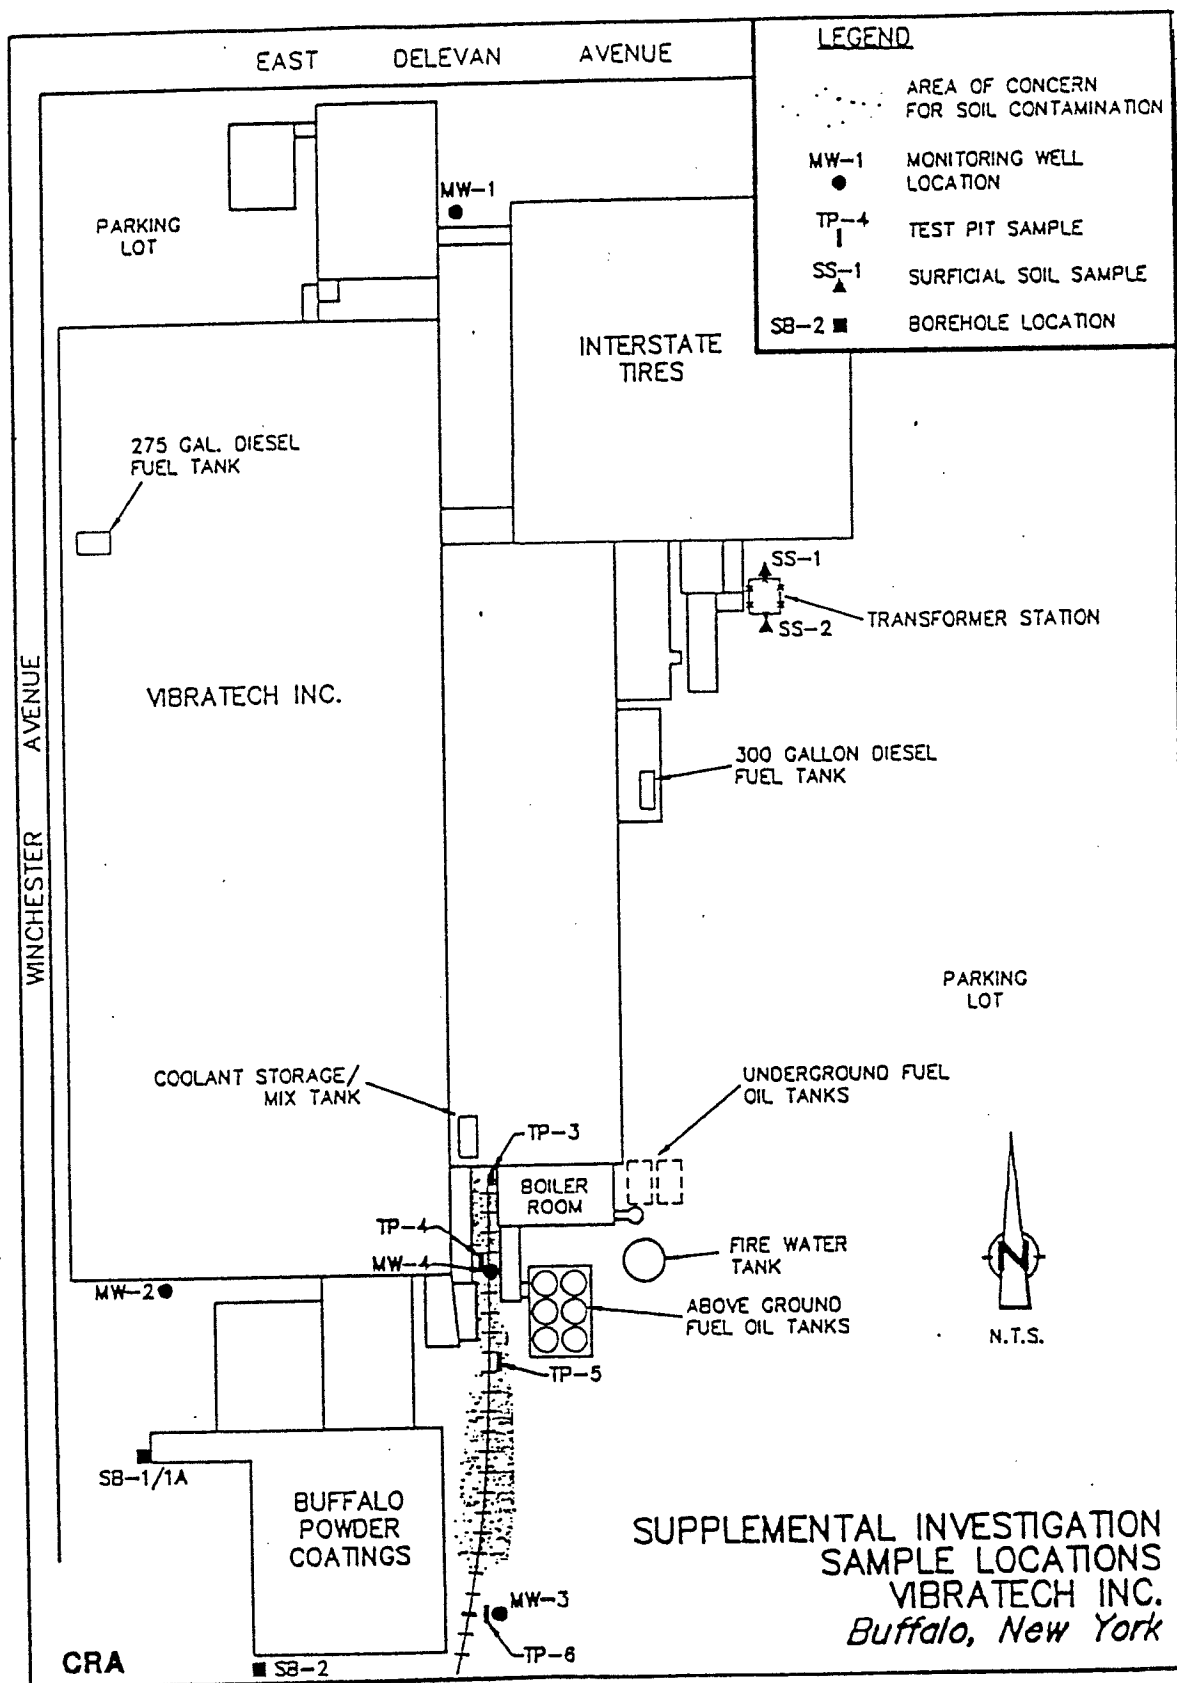 EAST DELEVAN AVENUE
LEGEND
AREA OF CONCERN
FOR SOIL CONTAMINATION
MW-1
MONITORING WELL
LOCATION
TP-4
TEST PIT SAMPLE
SS-1
SURFICIAL SOIL SAMPLE
SB-2
BOREHOLE LOCATION
MW-1
PARKING
LOT
INTERSTATE
TIRES
275 GAL. DIESEL
FUEL TANK
SS-1
TRANSFORMER STATION
SS-2
WINCHESTER AVENUE
VIBRATECH INC.
300 GALLON DIESEL
FUEL TANK
PARKING
LOT
COOLANT STORAGE/
MIX TANK
UNDERGROUND FUEL
OIL TANKS
TP-3
BOILER
ROOM
TP-4
MW-4
FIRE WATER
TANK
MW-2
ABOVE GROUND
FUEL OIL TANKS
N
N.T.S.
TP-5
SB-1/1A
BUFFALO
POWDER
COATINGS
MW-3
TP-6
SB-2
CRA
SUPPLEMENTAL INVESTIGATION
SAMPLE LOCATIONS
VIBRATECH INC.
Buffalo, New York